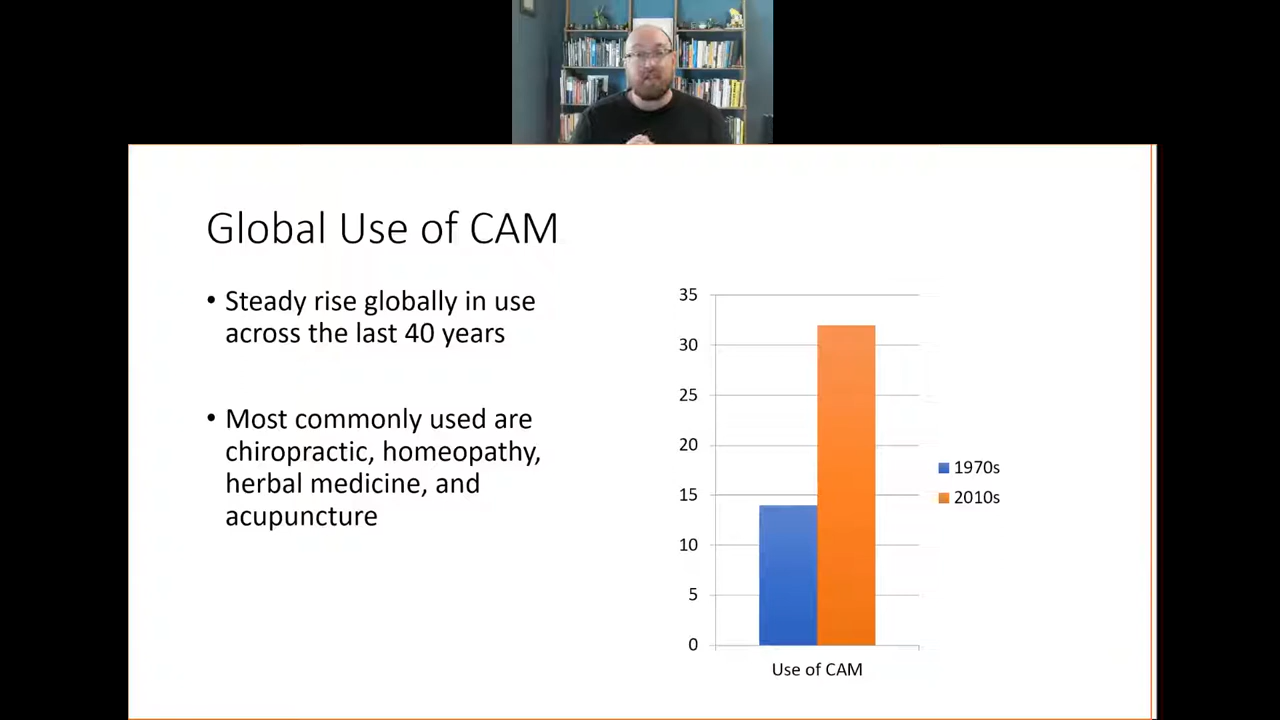 Global Use of CAM
• Steady rise globally in use
across the last 40 years
• Most commonly used are
chiropractic, homeopathy,
herbal medicine, and
acupuncture
35
30
25
20
15
10
5
0
Use of CAM
1970s
2010s